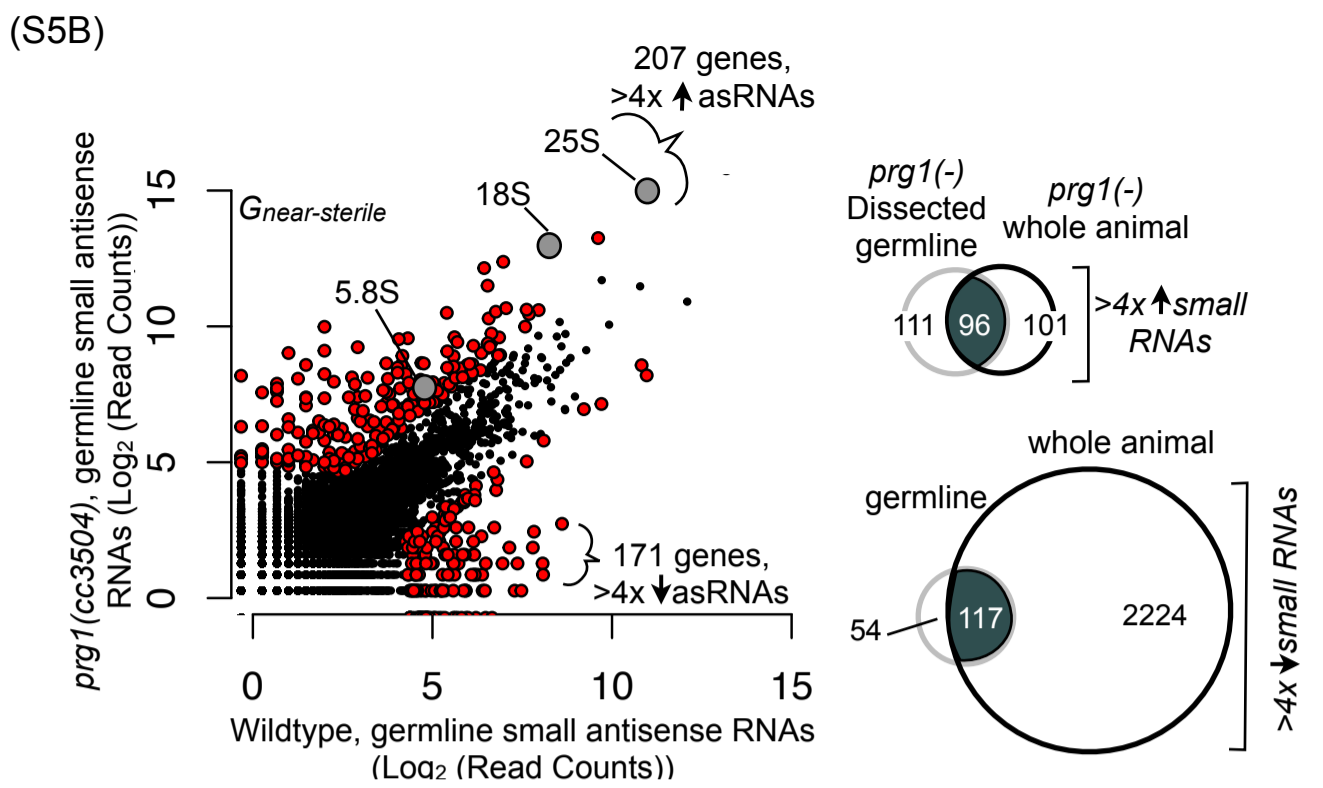 (S5B)
207 genes,
>4x ↑ asRNAs
25S
18S
5.8S
Gnear-sterile
prg1(cc3504), germline small antisense
RNAs (Log2 (Read Counts))
15
10
5
0
171 genes,
>4x ↓ asRNAs
0 5 10 15
Wildtype, germline small antisense RNAs
(Log2 (Read Counts))
prg1(-)
Dissected
germline
prg1(-)
whole animal
111 96 101
>4x ↑ small
RNAs
whole animal
germline
54
117
2224
>4x ↓ small RNAs